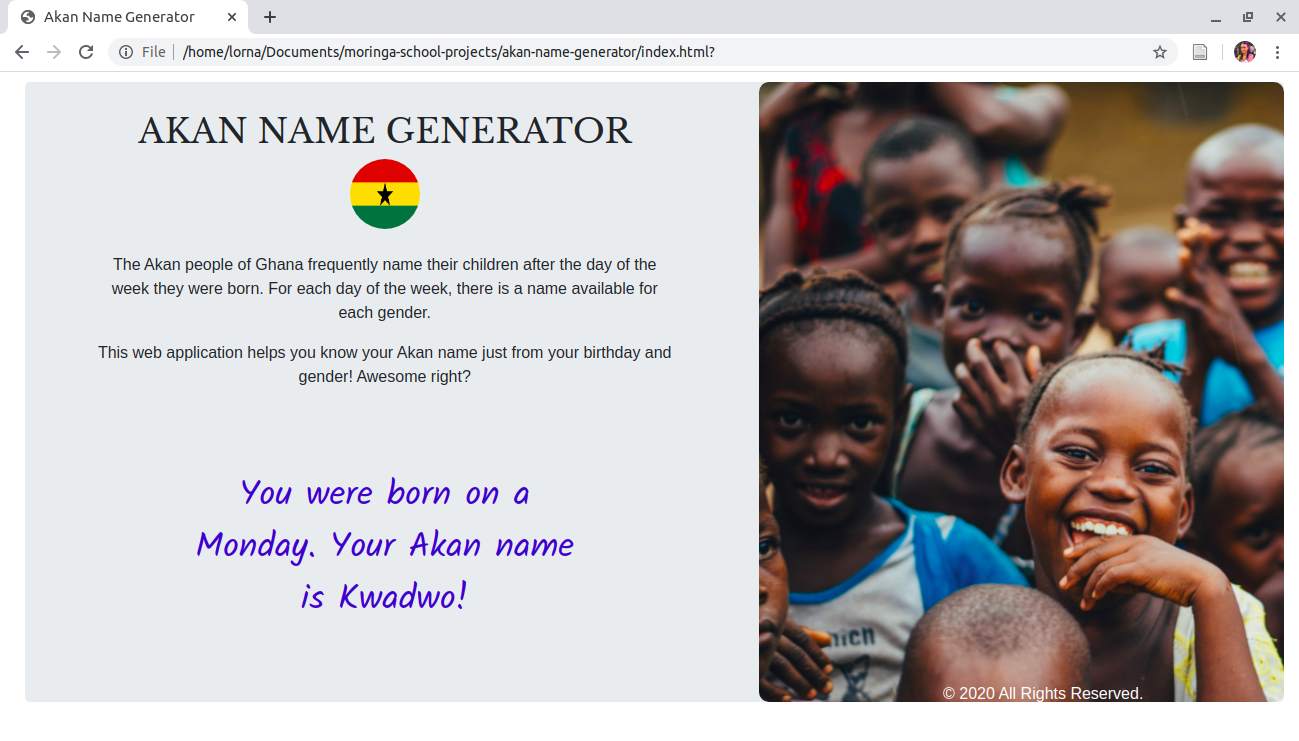 Akan Name Generator
File
/home/lorna/Documents/moringa-school-projects/akan-name-generator/index.html?
AKAN NAME GENERATOR
The Akan people of Ghana frequently name their children after the day of the
week they were born. For each day of the week, there is a name available for
each gender.
This web application helps you know your Akan name just from your birthday and
gender! Awesome right?
You were born on a
Monday. Your Akan name
is Kwadwo!
© 2020 All Rights Reserved.